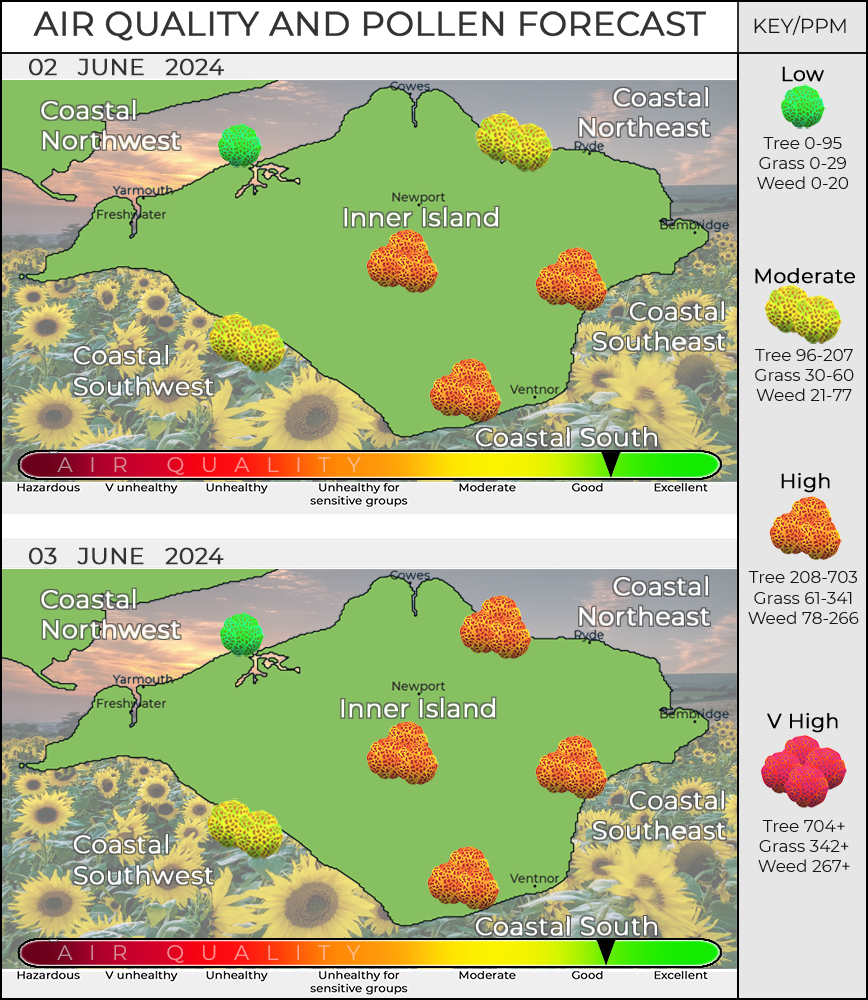 AIR QUALITY AND POLLEN FORECAST
KEY/PPM
02 JUNE 2024
Coastal
Northwest
Cowes
Coastal
Northeast
Ryde
Yarmouth
Freshwater
Newport
Inner Island
Bembridge
Coastal
Southeast
Coastal
Southwest
Ventnor
Coastal South
AIR QUALITY
Hazardous
V unhealthy
Unhealthy
Unhealthy for
sensitive groups
Moderate
Good
Excellent
03 JUNE 2024
Coastal
Northwest
Cowes
Coastal
Northeast
Ryde
Yarmouth
Freshwater
Newport
Inner Island
Bembridge
Coastal
Southeast
Coastal
Southwest
Ventnor
Coastal South
AIR QUALITY
Hazardous
V unhealthy
Unhealthy
Unhealthy for
sensitive groups
Moderate
Good
Excellent
Low
Tree 0-95
Grass 0-29
Weed 0-20
Moderate
Tree 96-207
Grass 30-60
Weed 21-77
High
Tree 208-703
Grass 61-341
Weed 78-266
V High
Tree 704+
Grass 342+
Weed 267+